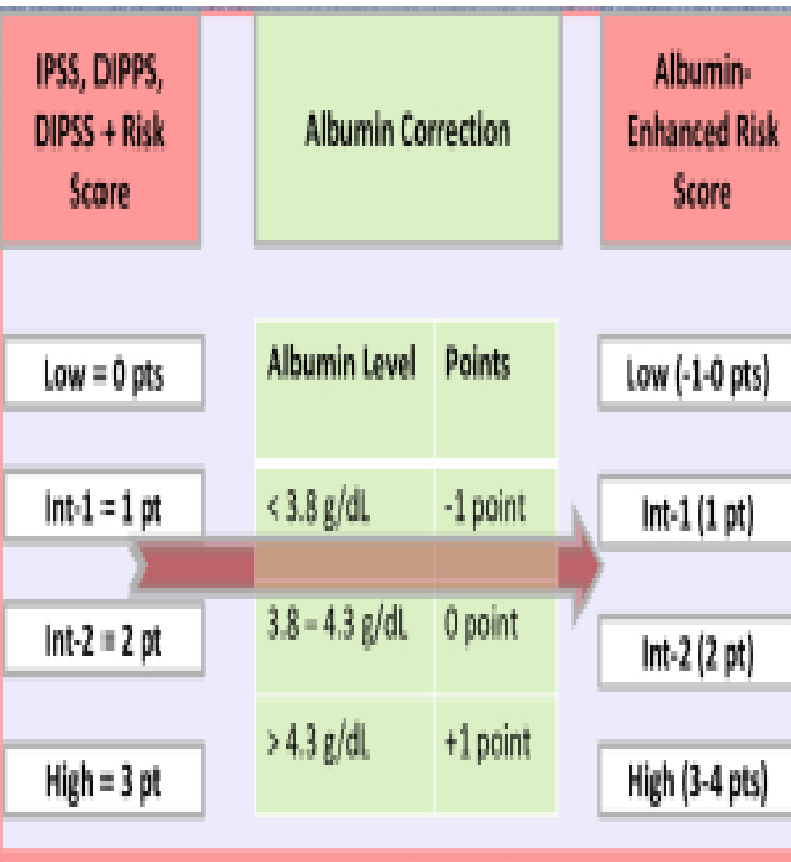 IPSS, DIPPS,
DIPSS + Risk
Score
Albumin Correction
Albumin-
Enhanced Risk
Score
Low = 0 pts
Int-1 = 1 pt
Int-2 = 2 pt
High = 3 pt
Albumin Level Points
< 3.8 g/dL -1 point
3.8 – 4.3 g/dL 0 point
> 4.3 g/dL +1 point
Low (-1-0 pts)
Int-1 (1 pt)
Int-2 (2 pt)
High (3-4 pts)